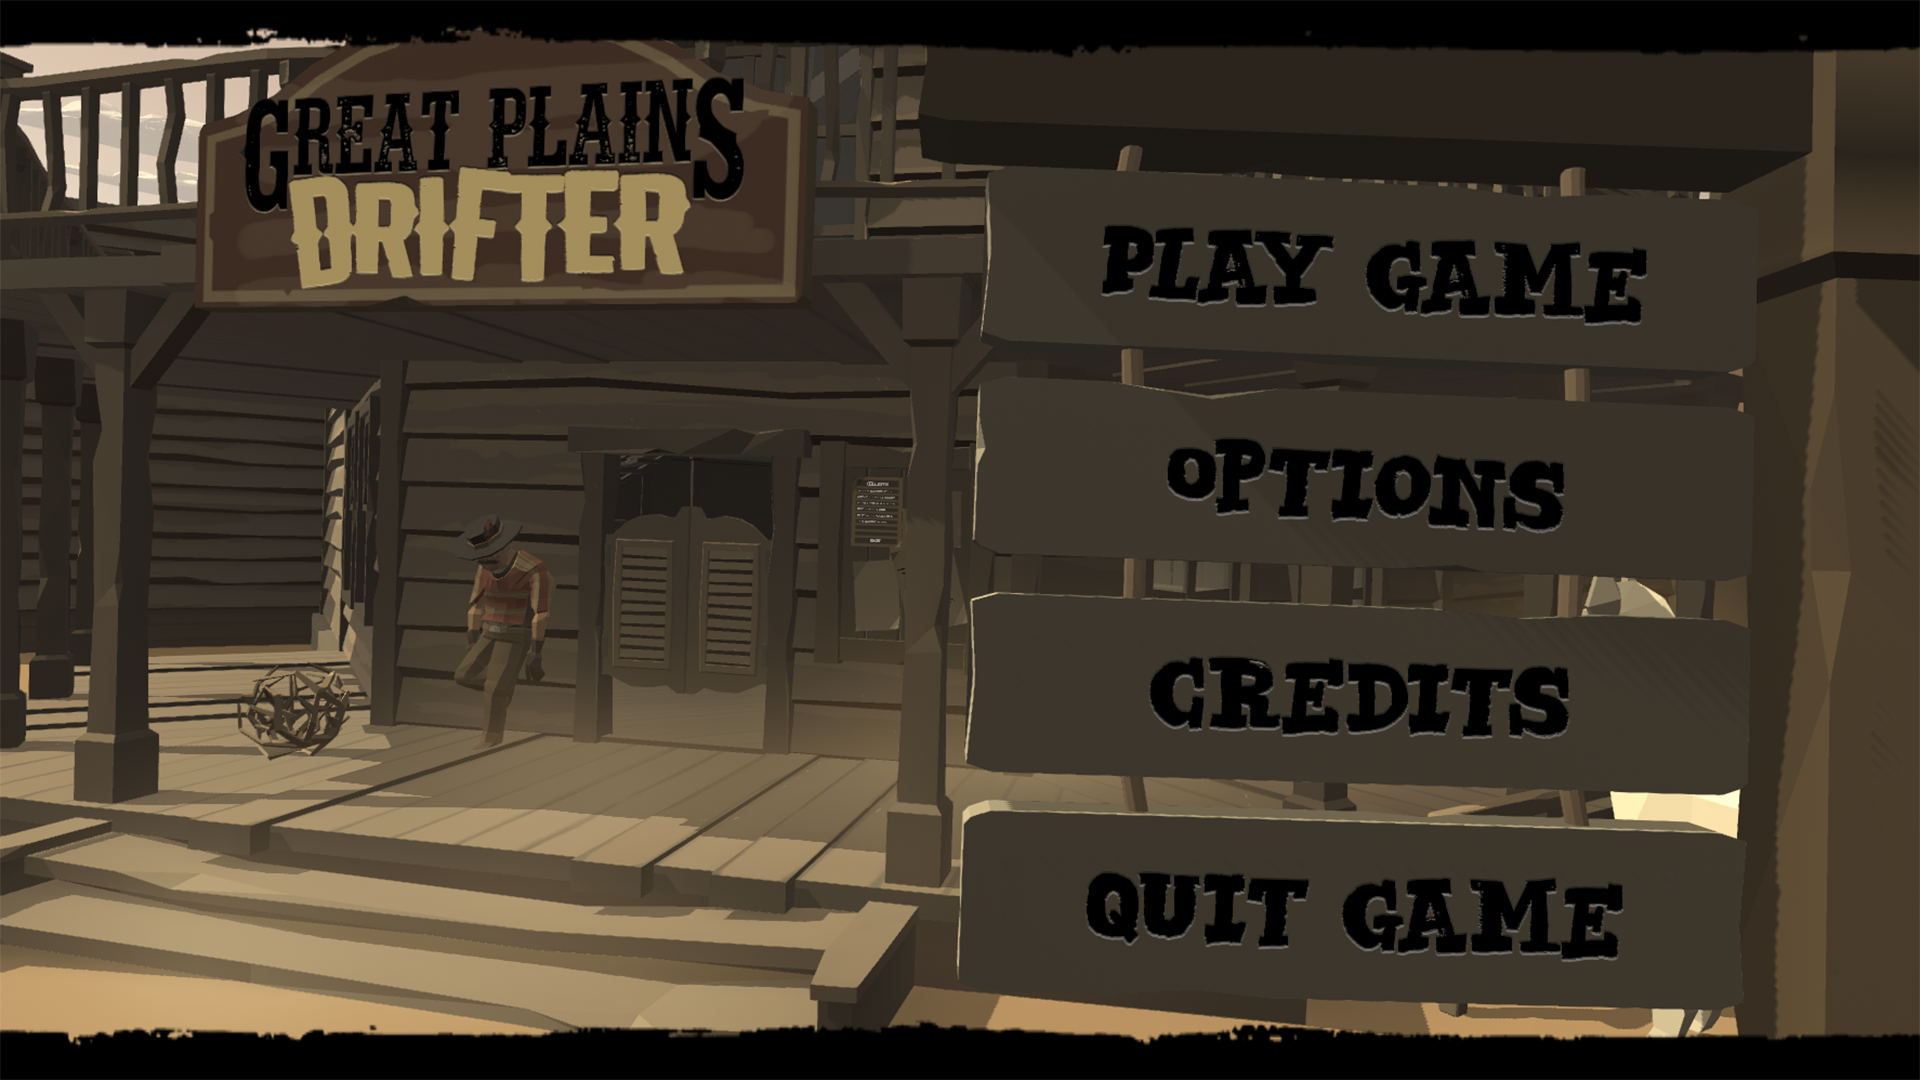 GREAT PLAINS
DRIFTER
PLAY GAME
OPTIONS
CREDITS
QUIT GAME